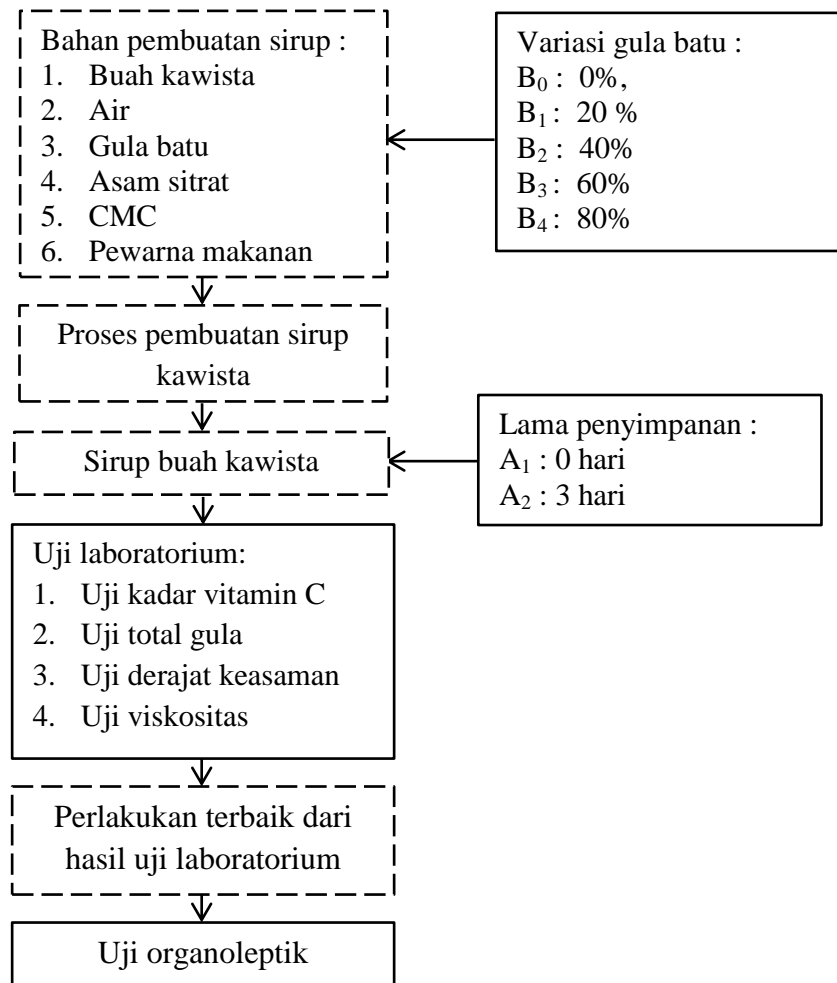 Bahan pembuatan sirup :
1. Buah kawista
2. Air
3. Gula batu
4. Asam sitrat
5. CMC
6. Pewarna makanan
Variasi gula batu :
B₀ : 0%,
B₁ : 20 %
B₂ : 40%
B₃ : 60%
B₄ : 80%
Proses pembuatan sirup
kawista
Sirup buah kawista
Lama penyimpanan :
A₁ : 0 hari
A₂ : 3 hari
Uji laboratorium:
1. Uji kadar vitamin C
2. Uji total gula
3. Uji derajat keasaman
4. Uji viskositas
Perlakukan terbaik dari
hasil uji laboratorium
Uji organoleptik